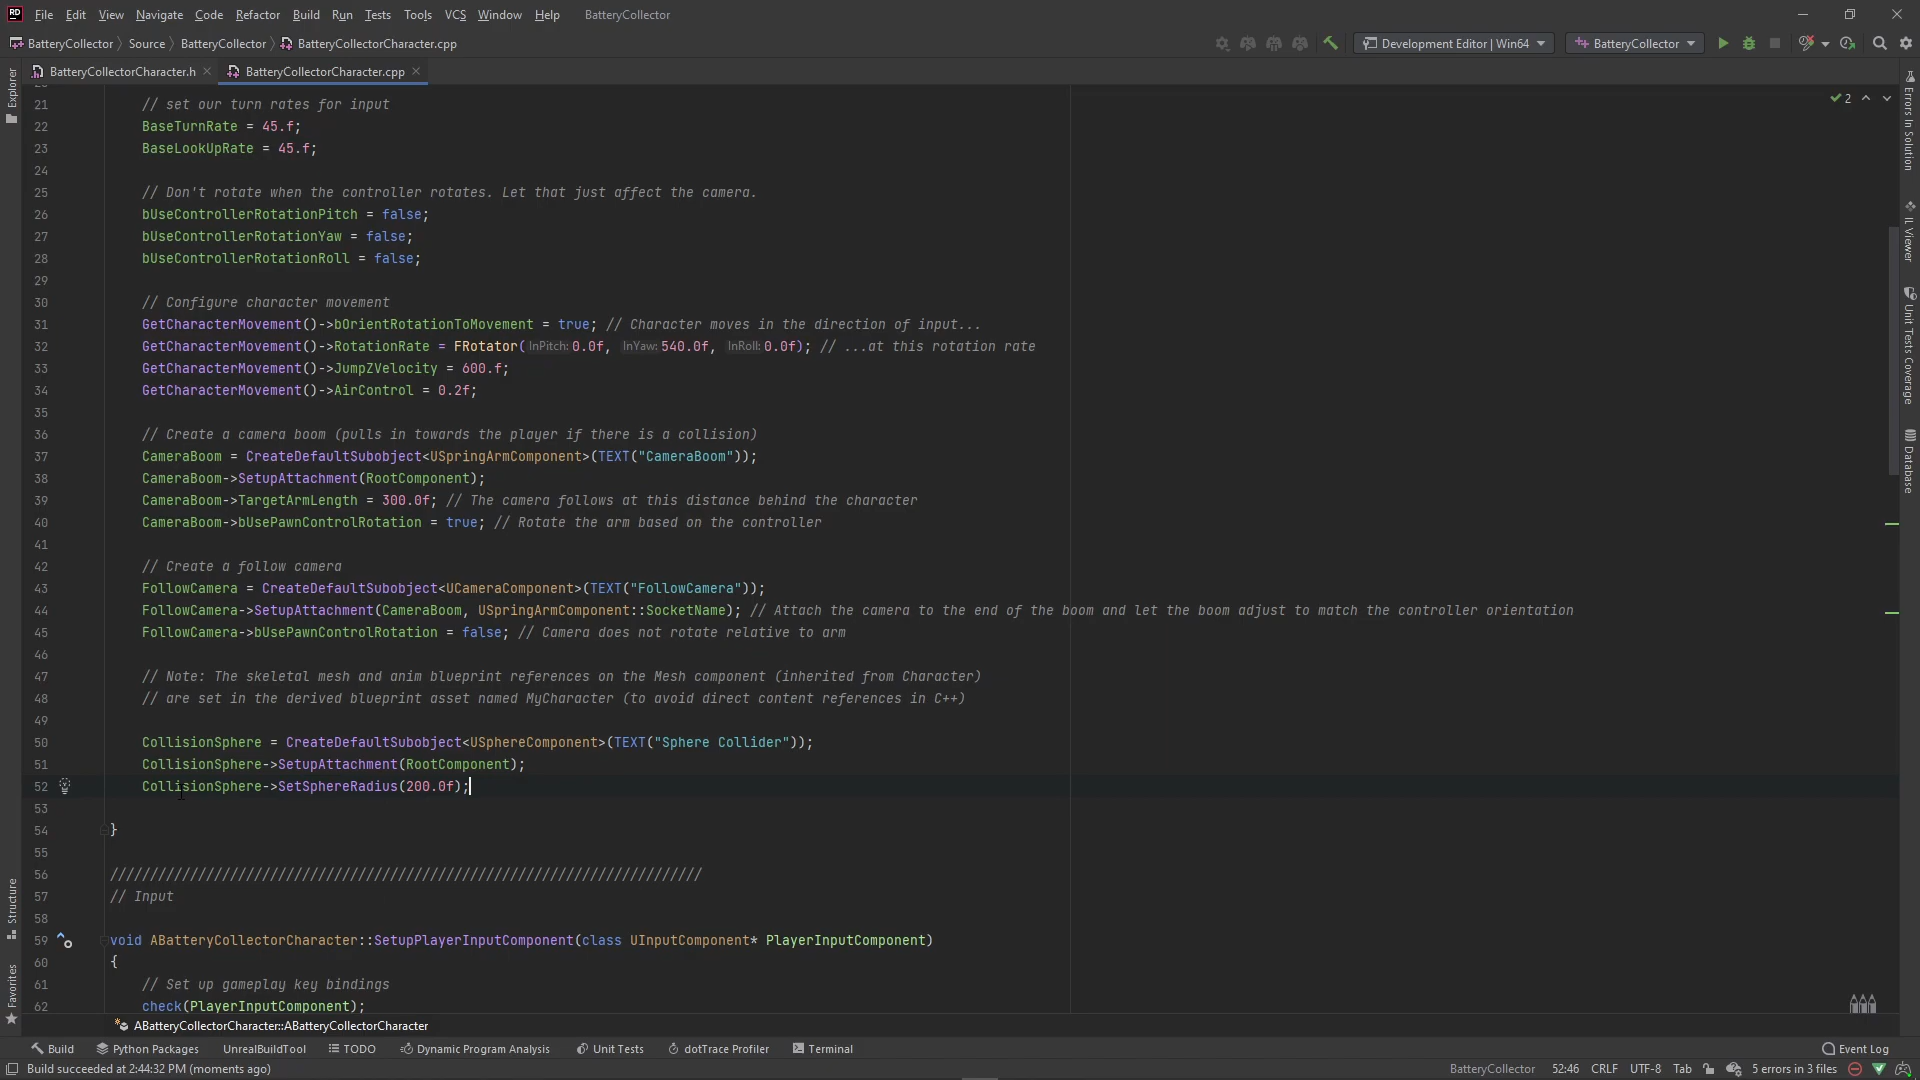 File Edit View Navigate Code Refactor Build Run Tests Tools VCS Window Help BatteryCollector
BatteryCollector Source BatteryCollector BatteryCollectorCharacter.cpp Development Editor | Win64 BatteryCollector
BatteryCollectorCharacter.h BatteryCollectorCharacter.cpp
2
21 // set our turn rates for input
22 BaseTurnRate = 45.f;
23 BaseLookUpRate = 45.f;
24
25 // Don't rotate when the controller rotates. Let that just affect the camera.
26 bUseControllerRotationPitch = false;
27 bUseControllerRotationYaw = false;
28 bUseControllerRotationRoll = false;
29
30 // Configure character movement
31 GetCharacterMovement()->bOrientRotationToMovement = true; // Character moves in the direction of input...
32 GetCharacterMovement()->RotationRate = FRotator(InPitch: 0.0f, InYaw: 540.0f, InRoll: 0.0f); // ...at this rotation rate
33 GetCharacterMovement()->JumpZVelocity = 600.f;
34 GetCharacterMovement()->AirControl = 0.2f;
35
36 // Create a camera boom (pulls in towards the player if there is a collision)
37 CameraBoom = CreateDefaultSubobject<USpringArmComponent>(TEXT("CameraBoom"));
38 CameraBoom->SetupAttachment(RootComponent);
39 CameraBoom->TargetArmLength = 300.0f; // The camera follows at this distance behind the character
40 CameraBoom->bUsePawnControlRotation = true; // Rotate the arm based on the controller
41
42 // Create a follow camera
43 FollowCamera = CreateDefaultSubobject<UCameraComponent>(TEXT("FollowCamera"));
44 FollowCamera->SetupAttachment(CameraBoom, USpringArmComponent::SocketName); // Attach the camera to the end of the boom and let the boom adjust to match the controller orientation
45 FollowCamera->bUsePawnControlRotation = false; // Camera does not rotate relative to arm
46
47 // Note: The skeletal mesh and anim blueprint references on the Mesh component (inherited from Character)
48 // are set in the derived blueprint asset named MyCharacter (to avoid direct content references in C++)
49
50 CollisionSphere = CreateDefaultSubobject<USphereComponent>(TEXT("Sphere Collider"));
51 CollisionSphere->SetupAttachment(RootComponent);
52 CollisionSphere->SetSphereRadius(200.0f);
53
54 }
55
56 //////////////////////////////////////////////////////////////////////////
57 // Input
58
59 void ABatteryCollectorCharacter::SetupPlayerInputComponent(class UInputComponent* PlayerInputComponent)
60 {
61 // Set up gameplay key bindings
62 check(PlayerInputComponent);
ABatteryCollectorCharacter::ABatteryCollectorCharacter
Build Python Packages UnrealBuildTool TODO Dynamic Program Analysis Unit Tests dotTrace Profiler Terminal Event Log
Build succeeded at 2:44:32 PM (moments ago) BatteryCollector 52:46 CRLF UTF-8 Tab 5 errors in 3 files
Explorer
Structure
Favorites
Errors In Solution
IL Viewer
Unit Tests Coverage
Database